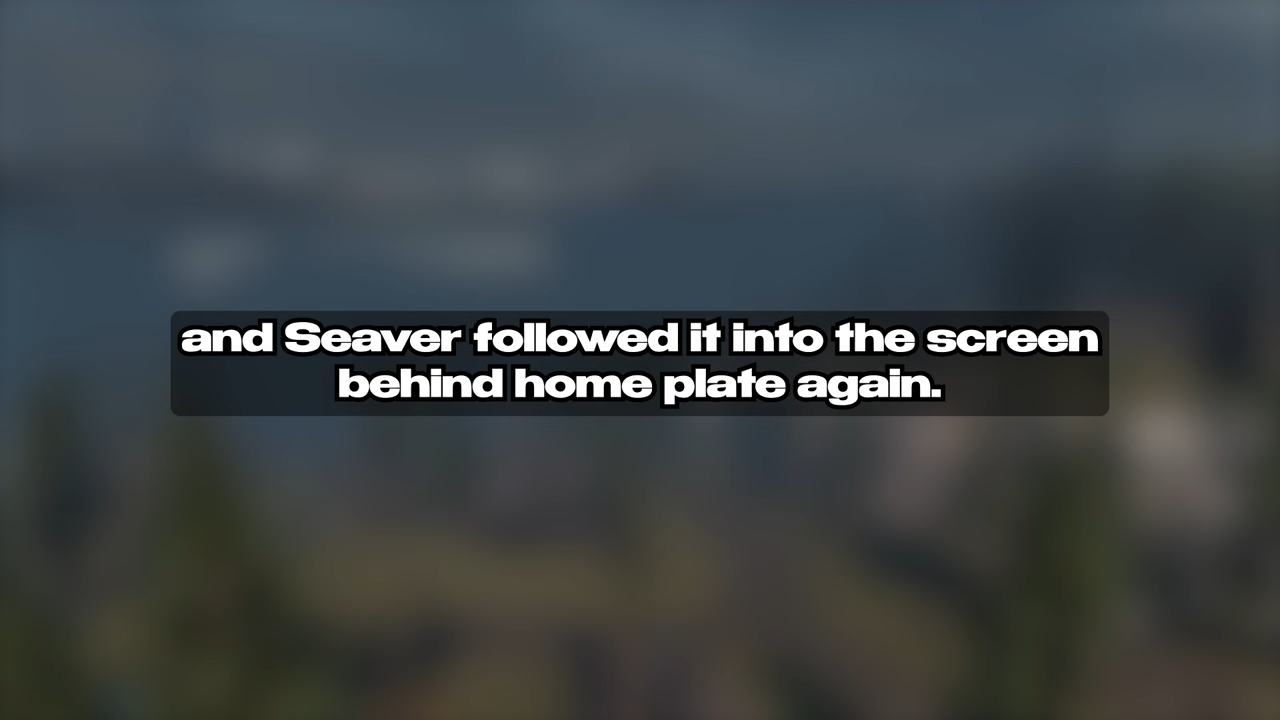 and Seaver followed it into the screen
behind home plate again.